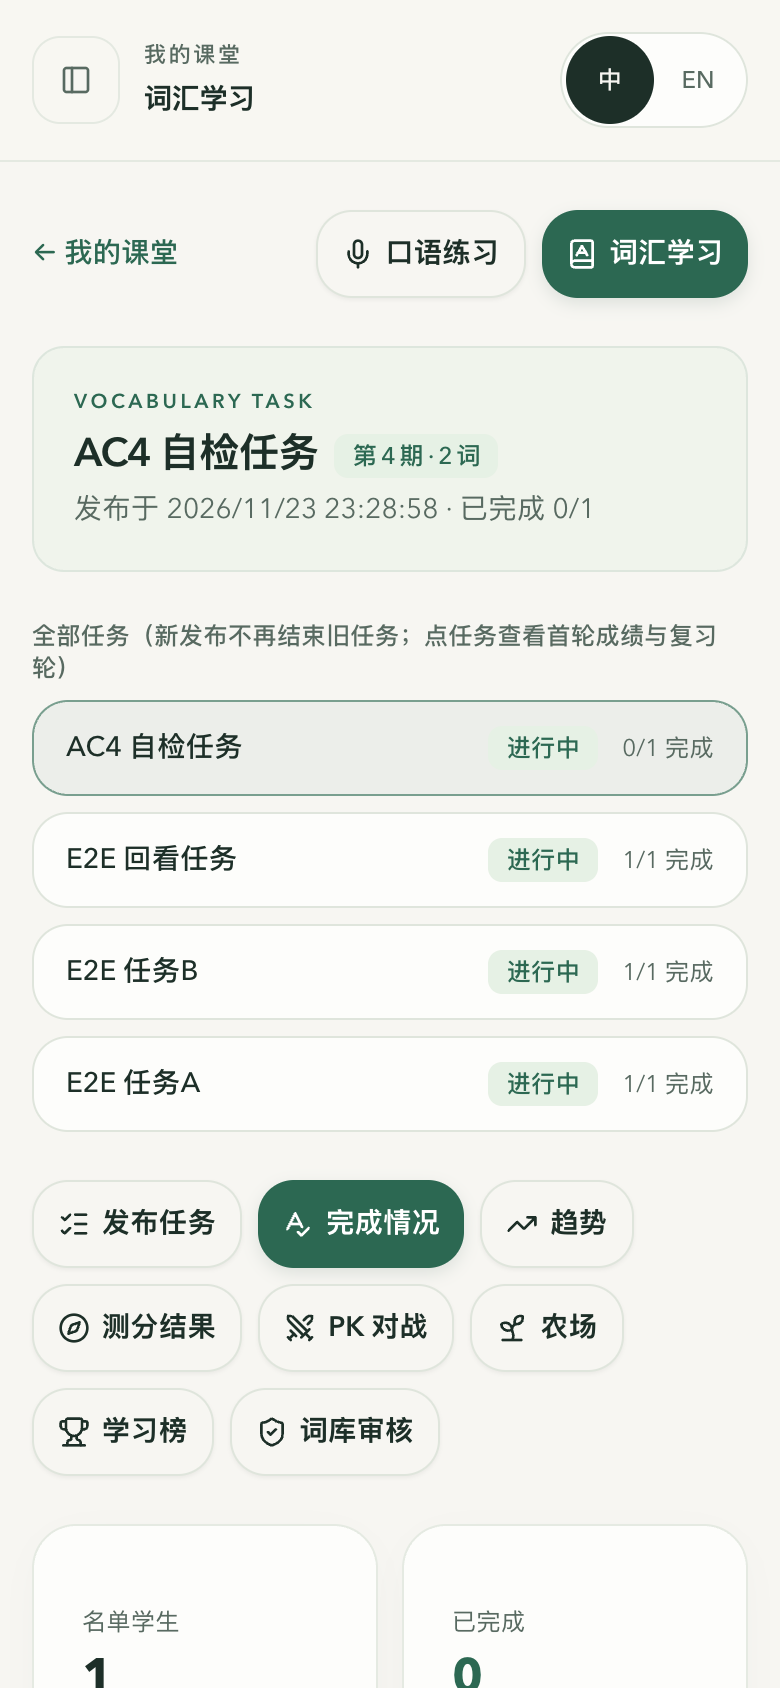 我的课堂
词汇学习
中
EN
← 我的课堂
口语练习
词汇学习
VOCABULARY TASK
AC4 自检任务 第 4 期 · 2 词
发布于 2026/11/23 23:28:58 · 已完成 0/1
全部任务（新发布不再结束旧任务；点任务查看首轮成绩与复习
轮）
AC4 自检任务 进行中 0/1 完成
E2E 回看任务 进行中 1/1 完成
E2E 任务B 进行中 1/1 完成
E2E 任务A 进行中 1/1 完成
发布任务 完成情况 趋势
测分结果 PK 对战 农场
学习榜 词库审核
名单学生 已完成
1 0